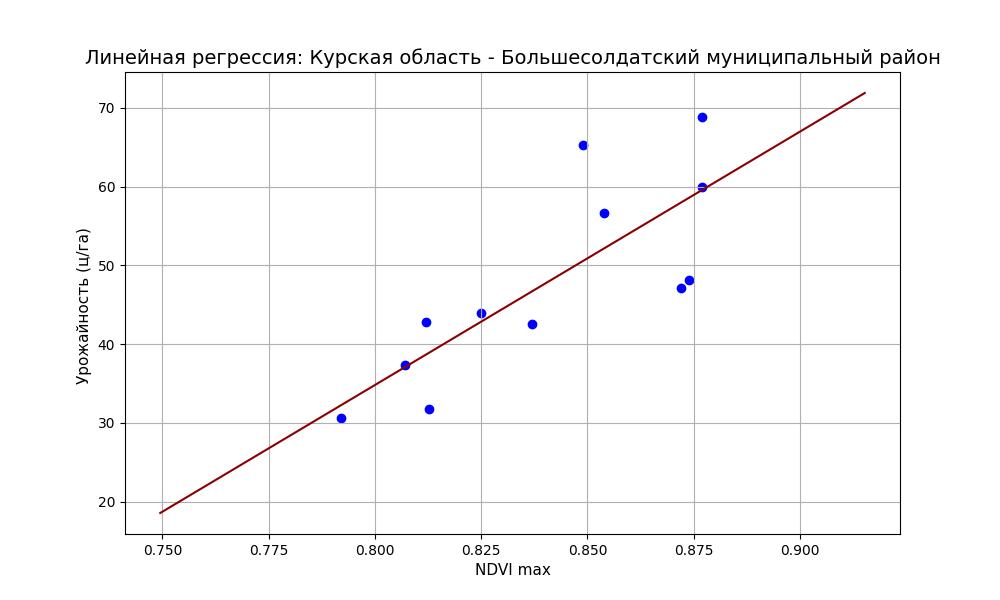 Линейная регрессия: Курская область - Большесолдатский муниципальный район
Урожайность (ц/га)
70
60
50
40
30
20
0.750 0.775 0.800 0.825 0.850 0.875 0.900
NDVI max